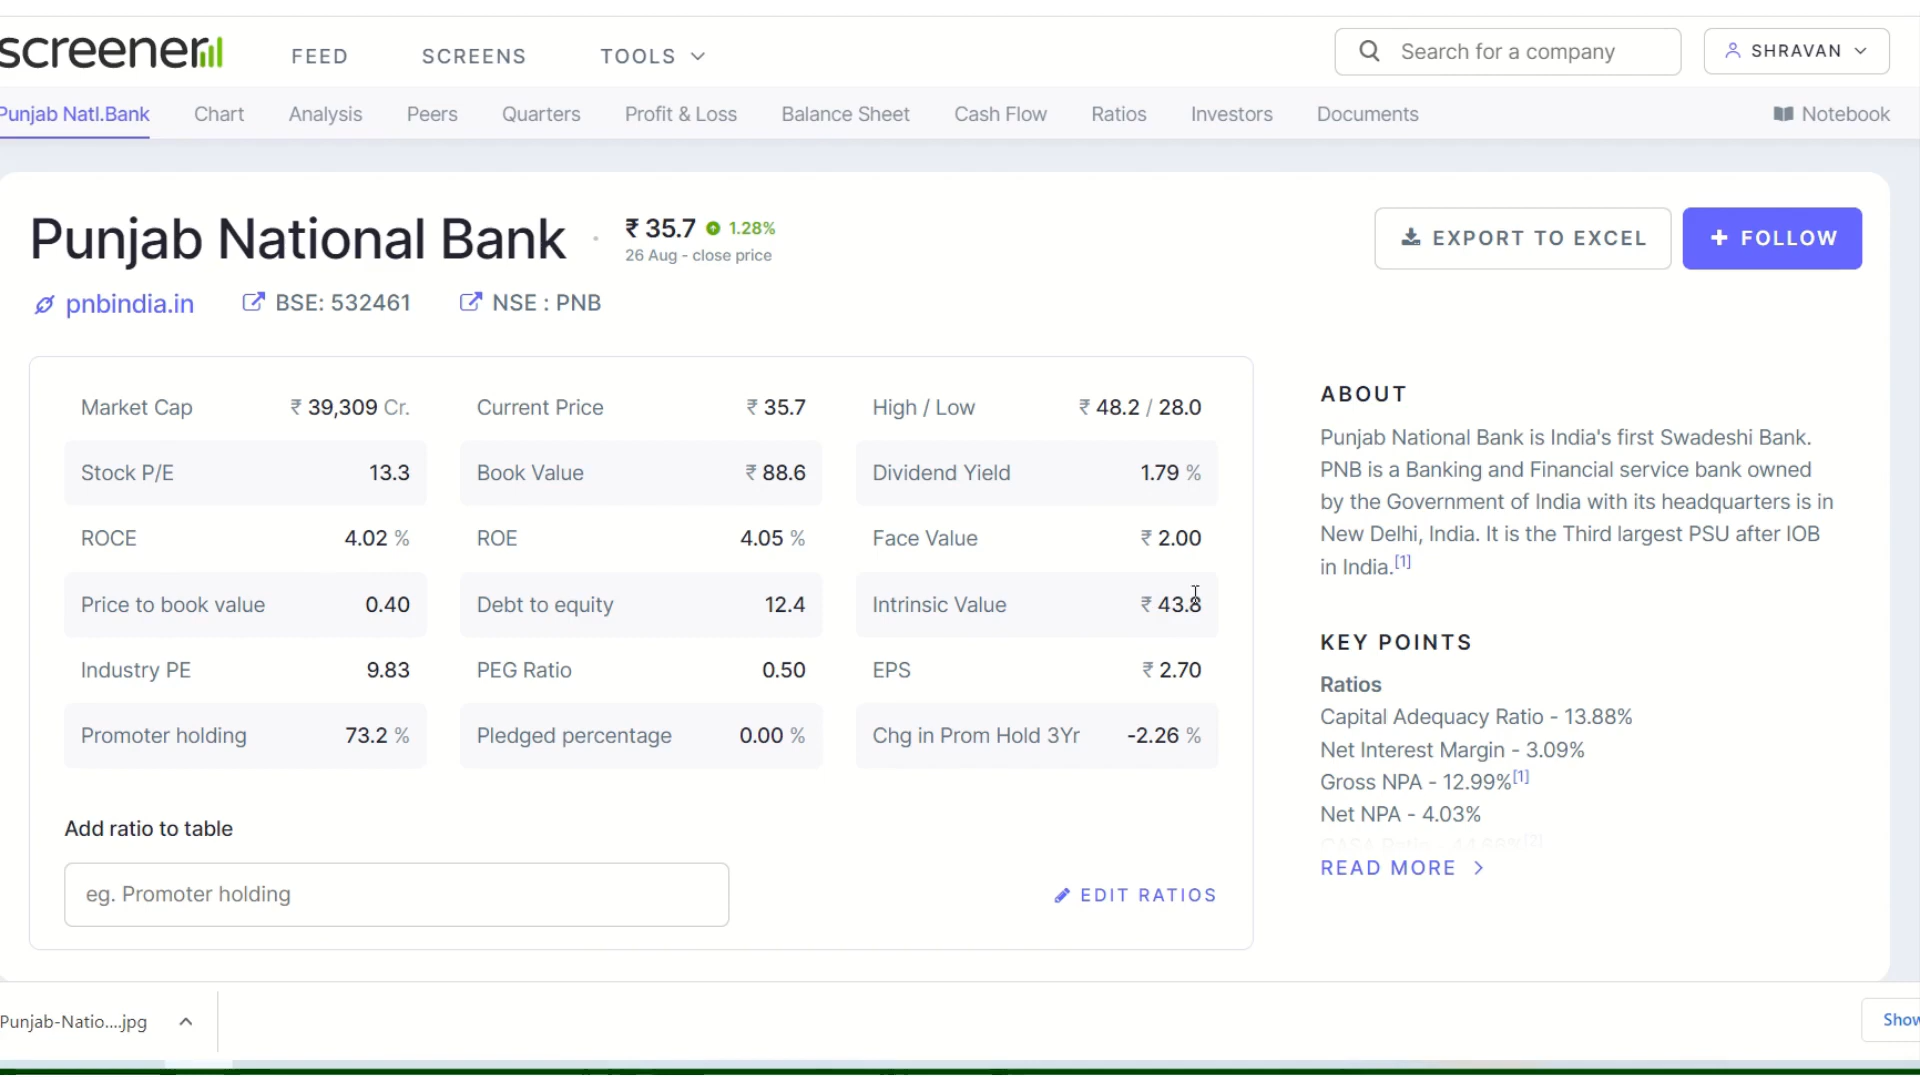 screener
FEED
SCREENS
TOOLS
Search for a company
SHRAVAN
Punjab Natl.Bank
Chart
Analysis
Peers
Quarters
Profit & Loss
Balance Sheet
Cash Flow
Ratios
Investors
Documents
Notebook
Punjab National Bank
₹ 35.7 1.28%
26 Aug - close price
EXPORT TO EXCEL
+ FOLLOW
pnbindia.in
BSE: 532461
NSE : PNB
Market Cap ₹ 39,309 Cr.
Current Price ₹ 35.7
High / Low ₹ 48.2 / 28.0
Stock P/E 13.3
Book Value ₹ 88.6
Dividend Yield 1.79 %
ROCE 4.02 %
ROE 4.05 %
Face Value ₹ 2.00
Price to book value 0.40
Debt to equity 12.4
Intrinsic Value ₹ 43.8
Industry PE 9.83
PEG Ratio 0.50
EPS ₹ 2.70
Promoter holding 73.2 %
Pledged percentage 0.00 %
Chg in Prom Hold 3Yr -2.26 %
Add ratio to table
eg. Promoter holding
EDIT RATIOS
ABOUT
Punjab National Bank is India's first Swadeshi Bank.
PNB is a Banking and Financial service bank owned
by the Government of India with its headquarters is in
New Delhi, India. It is the Third largest PSU after IOB
in India.[1]
KEY POINTS
Ratios
Capital Adequacy Ratio - 13.88%
Net Interest Margin - 3.09%
Gross NPA - 12.99%[1]
Net NPA - 4.03%
READ MORE
Punjab-Natio....jpg
Show